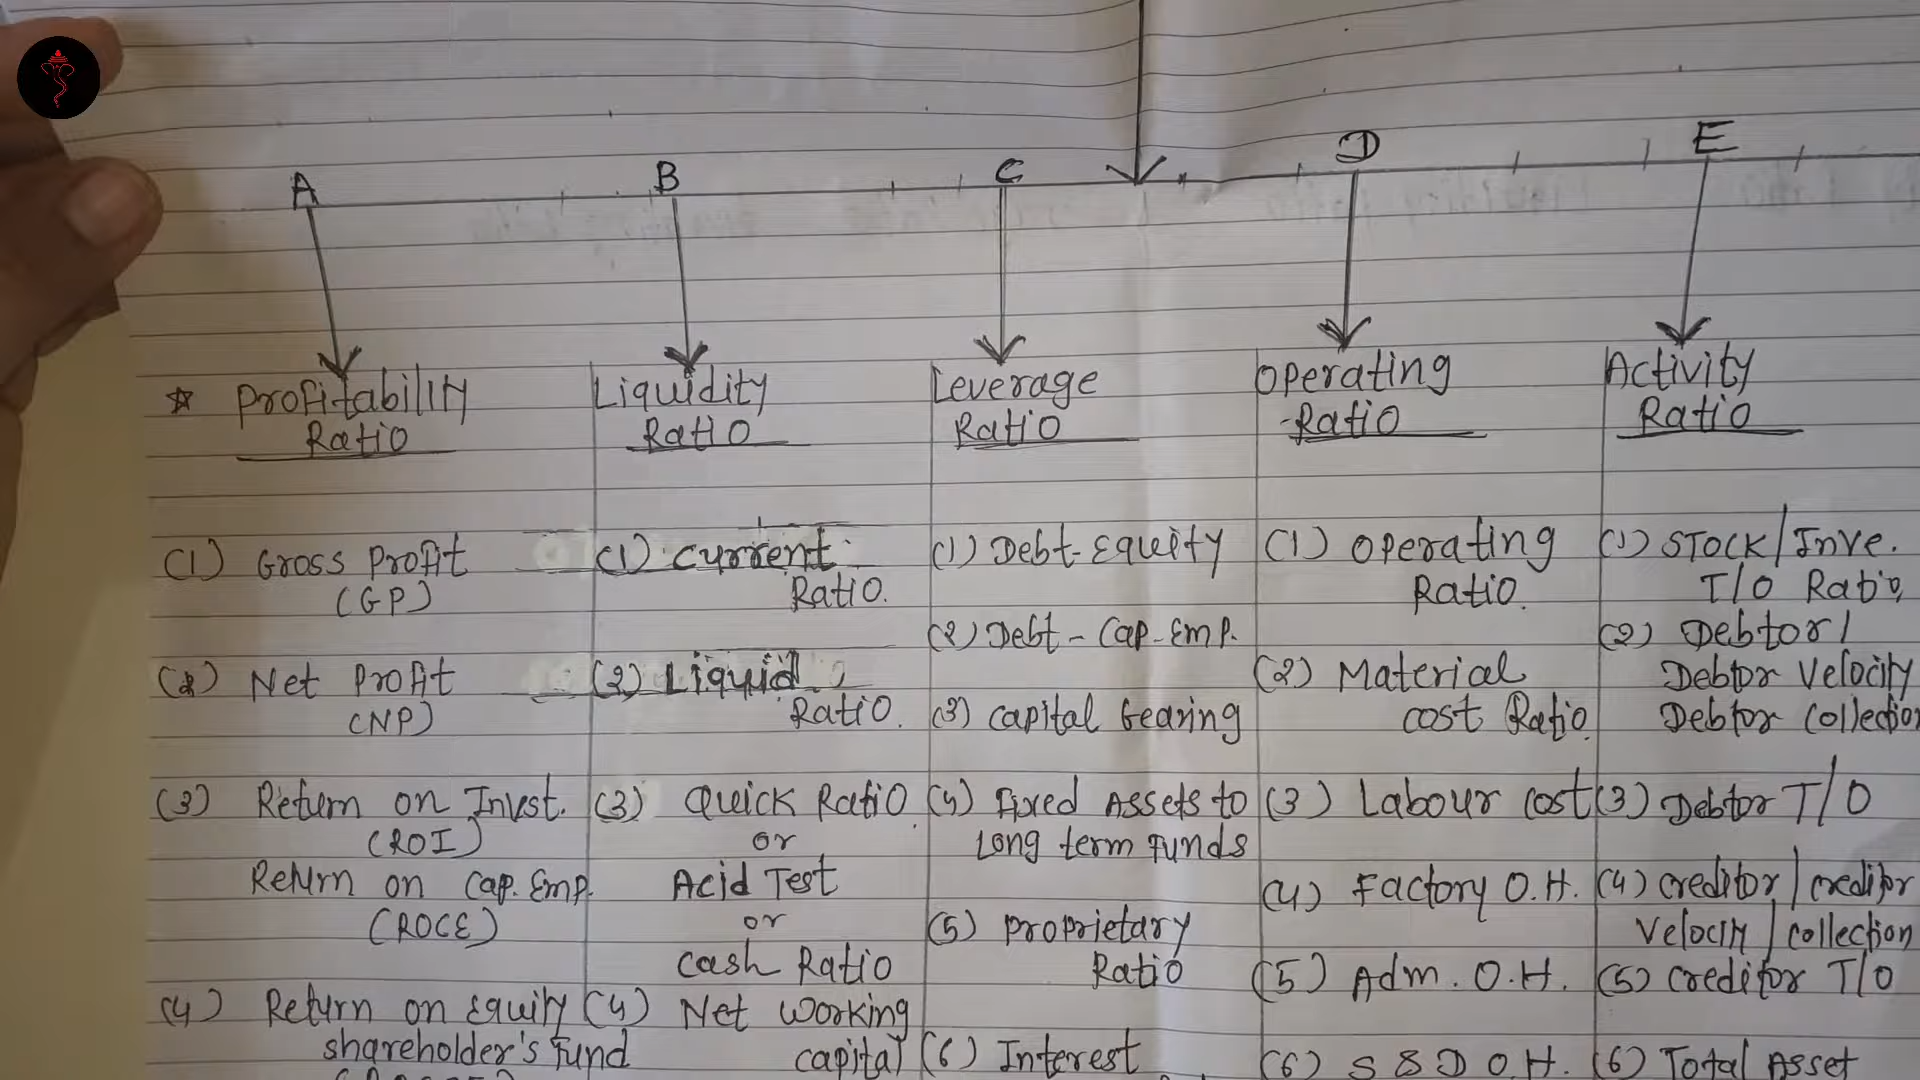 A
B
C
D
E
☆ Profitability
Ratio
Liquidity
Ratio
Leverage
Ratio
Operating
-Ratio
Activity
Ratio
(1) Gross Profit
(GP)
(2) Net Profit
(NP)
(3) Return on Invst.
(ROI)
Return on Cap. Emp.
(ROCE)
(4) Return on Equity
shareholder's Fund
(1) Current
Ratio.
(2) Liquid
Ratio.
(3) Quick Ratio
or
Acid Test
or
Cash Ratio
(4) Net Working
capital
(1) Debt-Equity
(2) Debt - Cap-Emp.
(3) Capital Gearing
(4) Fixed Assets to
Long term Funds
(5) Proprietary
Ratio
(6) Interest
(1) Operating
Ratio.
(2) Material
cost Ratio
(3) Labour Cost
(4) Factory O.H.
(5) Adm. O.H.
(6) S & D O.H.
(1) STOCK/Inve.
T/O Ratio
(2) Debtor/
Debtor Velocity
Debtor Collection
(3) Debtor T/O
(4) Creditor/creditor
Velocity/collection
(5) Creditor T/O
(6) Total Asset